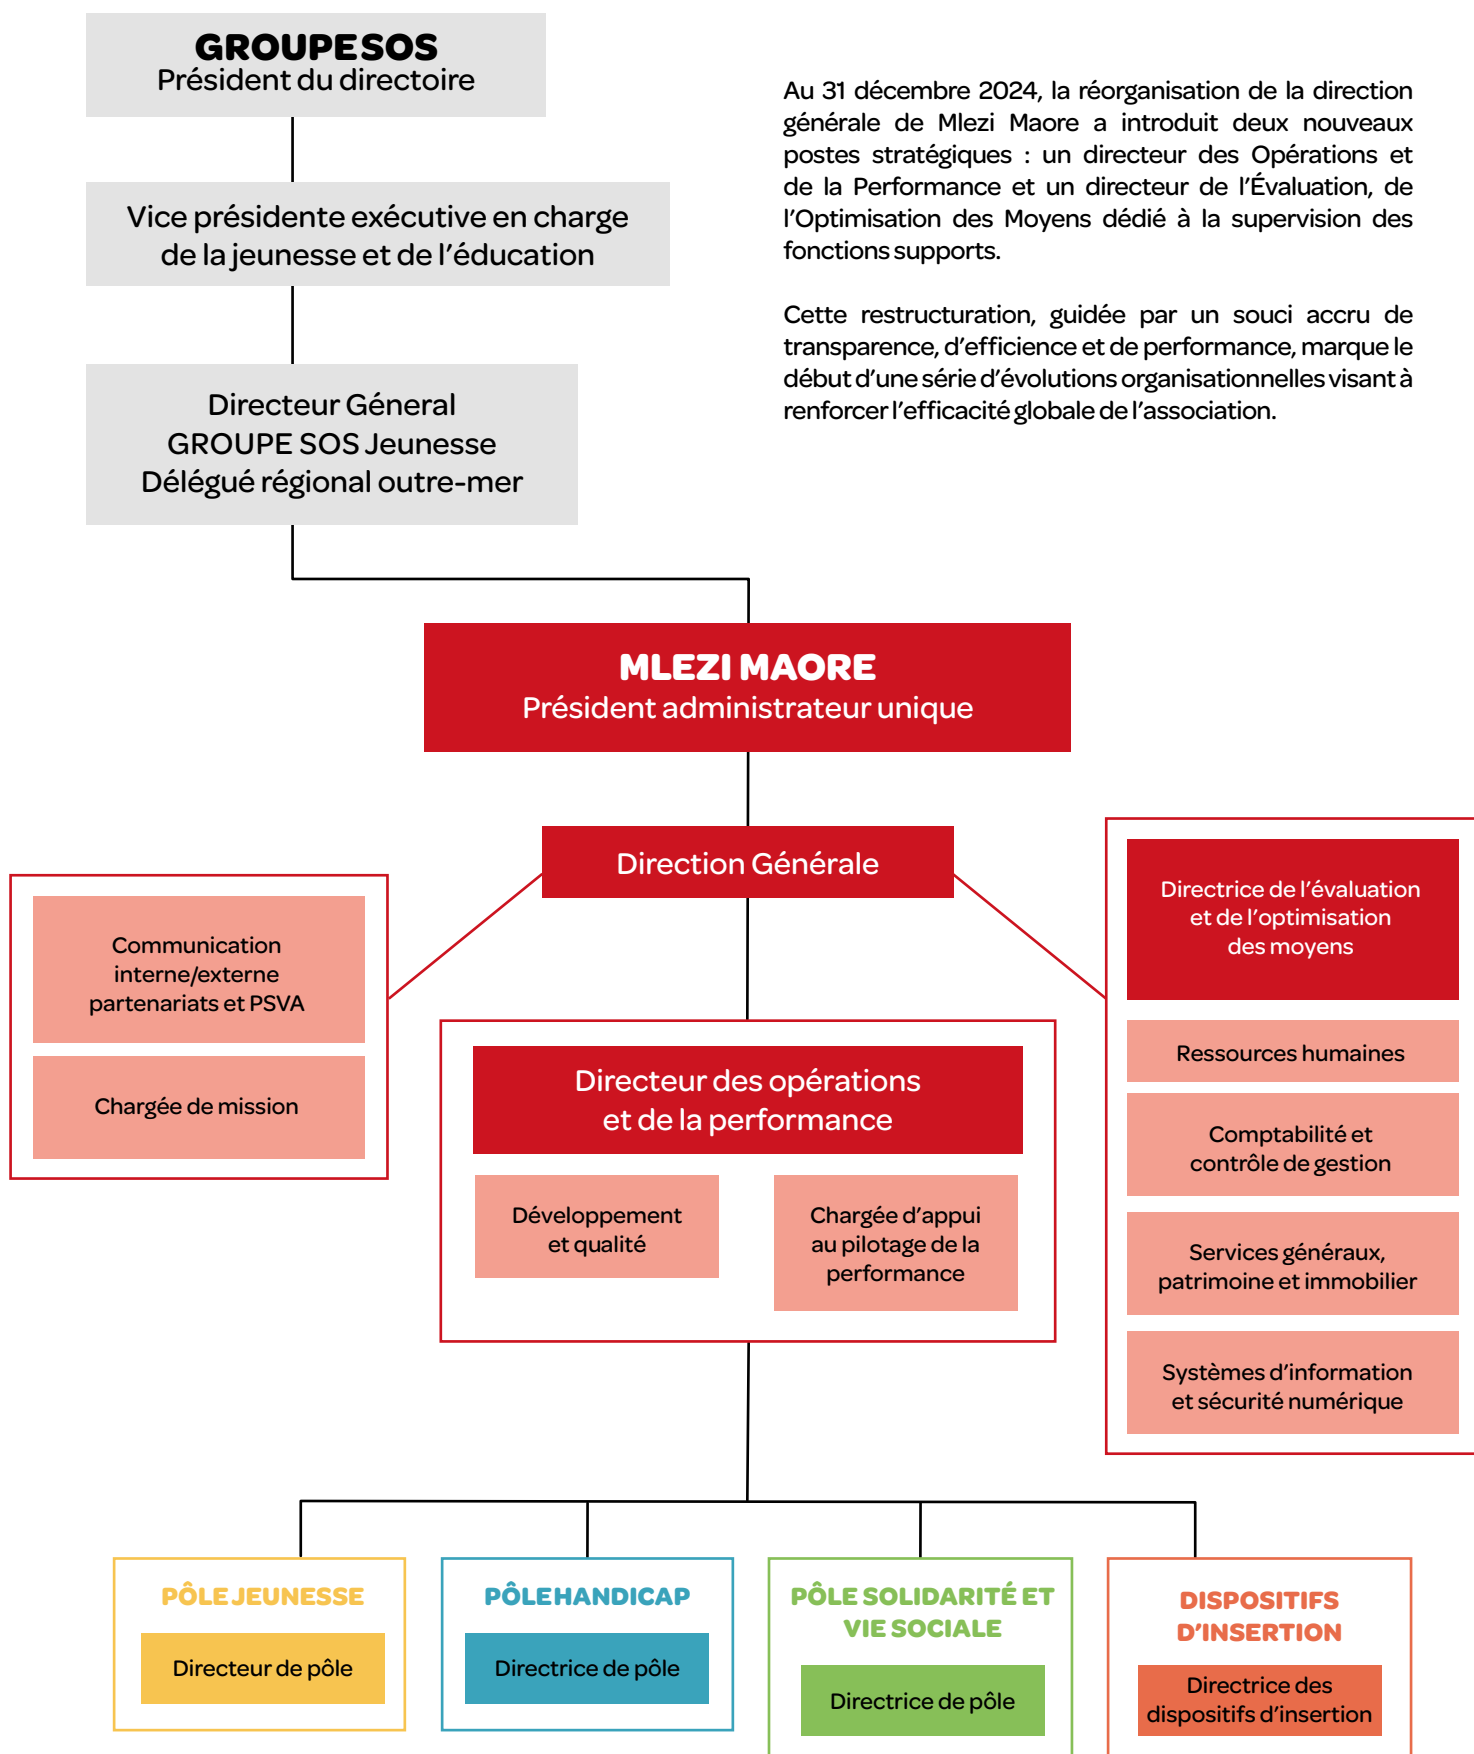 GROUPE SOS
Président du directoire
Vice présidente exécutive en charge
de la jeunesse et de l'éducation
Directeur Géneral
GROUPE SOS Jeunesse
Délégué régional outre-mer
Au 31 décembre 2024, la réorganisation de la direction
générale de Mlezi Maore a introduit deux nouveaux
postes stratégiques : un directeur des Opérations et
de la Performance et un directeur de l'Évaluation, de
l'Optimisation des Moyens dédié à la supervision des
fonctions supports.
Cette restructuration, guidée par un souci accru de
transparence, d'efficience et de performance, marque le
début d'une série d'évolutions organisationnelles visant à
renforcer l'efficacité globale de l'association.
MLEZI MAORE
Président administrateur unique
Direction Générale
Communication
interne/externe
partenariats et PSVA
Chargée de mission
Directeur des opérations
et de la performance
Développement
et qualité
Chargée d'appui
au pilotage de la
performance
Directrice de l'évaluation
et de l'optimisation
des moyens
Ressources humaines
Comptabilité et
contrôle de gestion
Services généraux,
patrimoine et immobilier
Systèmes d'information
et sécurité numérique
PÔLE JEUNESSE
Directeur de pôle
PÔLE HANDICAP
Directrice de pôle
PÔLE SOLIDARITÉ ET
VIE SOCIALE
Directrice de pôle
DISPOSITIFS
D'INSERTION
Directrice des
dispositifs d'insertion